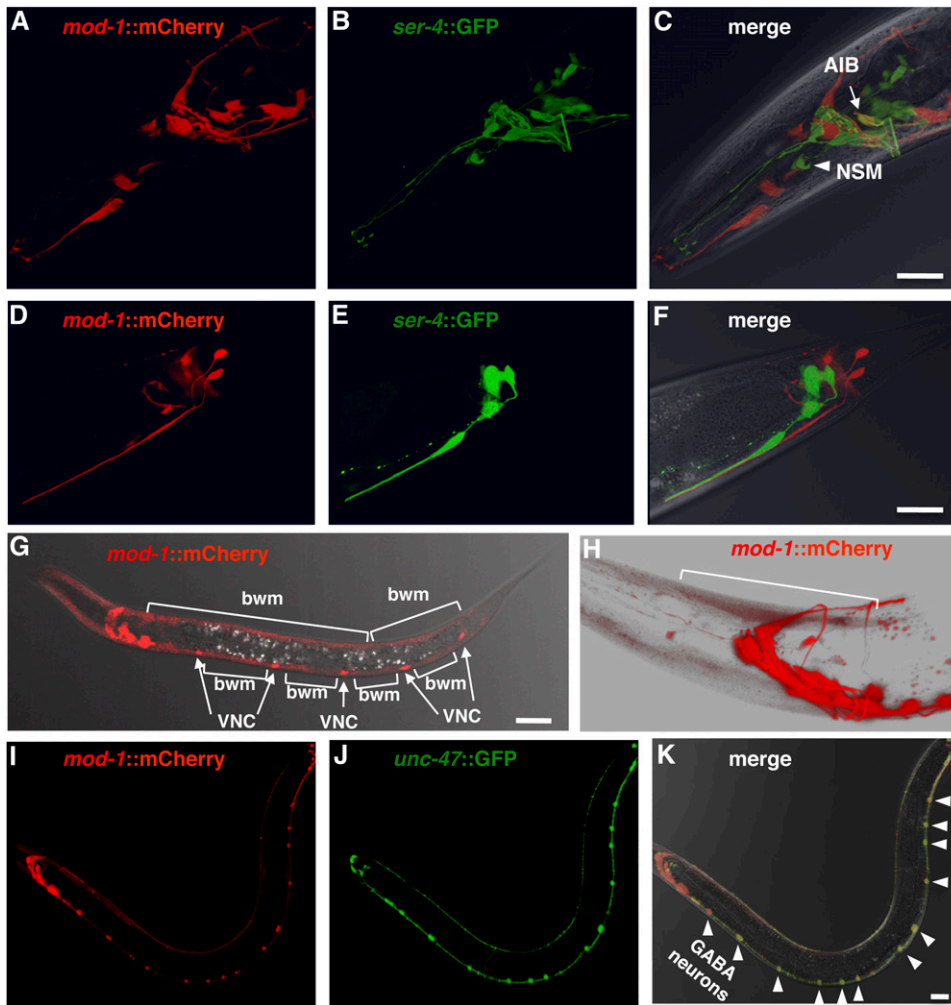 A mod-1::mCherry
B ser-4::GFP
C merge
AIB
NSM
D mod-1::mCherry
E ser-4::GFP
F merge
G mod-1::mCherry
bwm
bwm
bwm
bwm
bwm
bwm
VNC
VNC
VNC
H mod-1::mCherry
I mod-1::mCherry
J unc-47::GFP
K merge
GABA
neurons